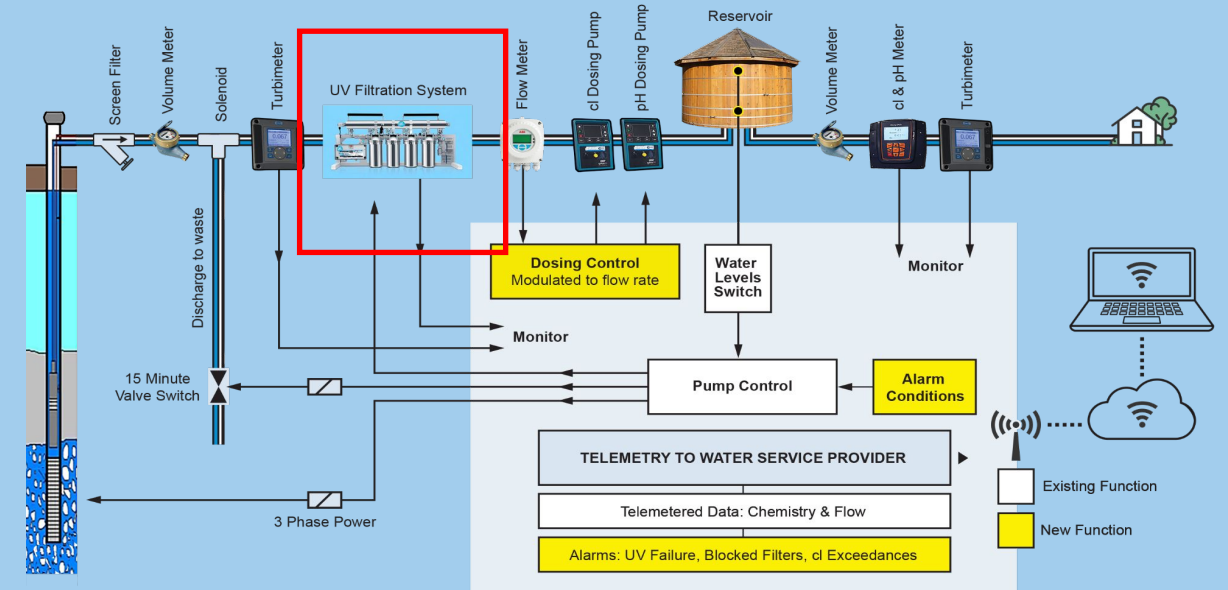 Screen Filter
Volume Meter
Solenoid
Turbimeter
UV Filtration System
Flow Meter
cl Dosing Pump
pH Dosing Pump
Reservoir
Volume Meter
cl & pH Meter
Turbimeter
Discharge to waste
Dosing Control
Modulated to flow rate
Water
Levels
Switch
Monitor
Monitor
15 Minute
Valve Switch
Pump Control
Alarm
Conditions
3 Phase Power
TELEMETRY TO WATER SERVICE PROVIDER
Telemetered Data: Chemistry & Flow
Alarms: UV Failure, Blocked Filters, cl Exceedances
Existing Function
New Function